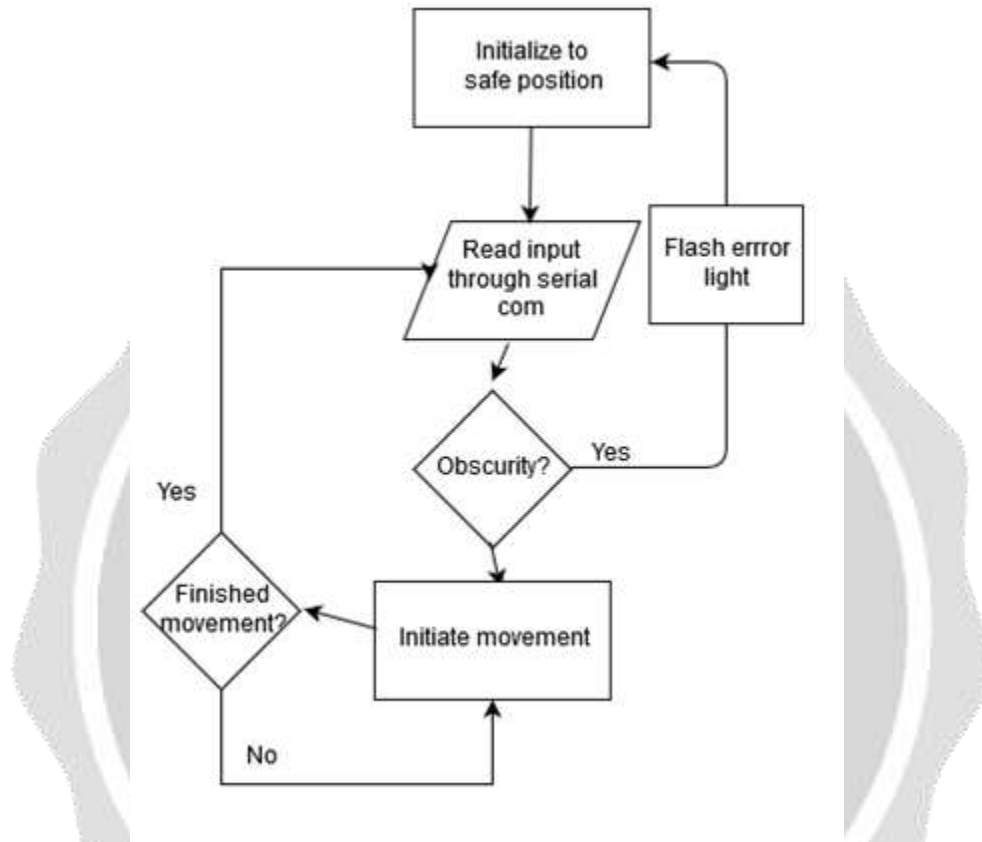 Initialize to
safe position
Read input
through serial
com
Flash errror
light
Obscurity?
Yes
Yes
Finished
movement?
Initiate movement
No